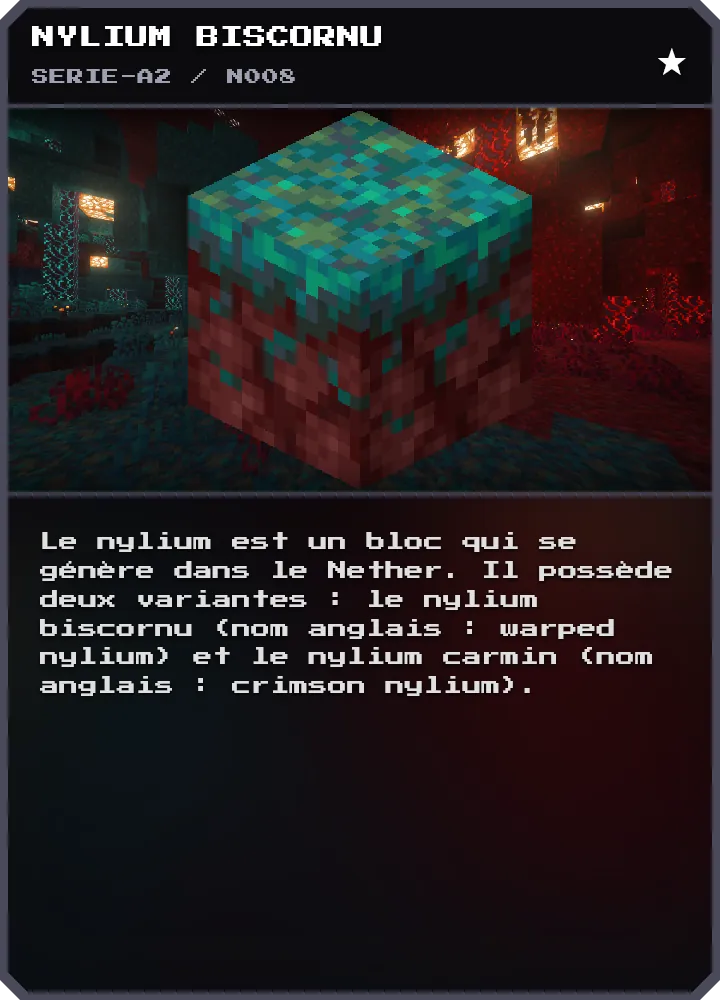 NYLIUM BISCORNU
SERIE-A2 / N008
Le nylium est un bloc qui se
génère dans le Nether. Il possède
deux variantes : le nylium
biscornu (nom anglais : warped
nylium) et le nylium carmin (nom
anglais : crimson nylium).